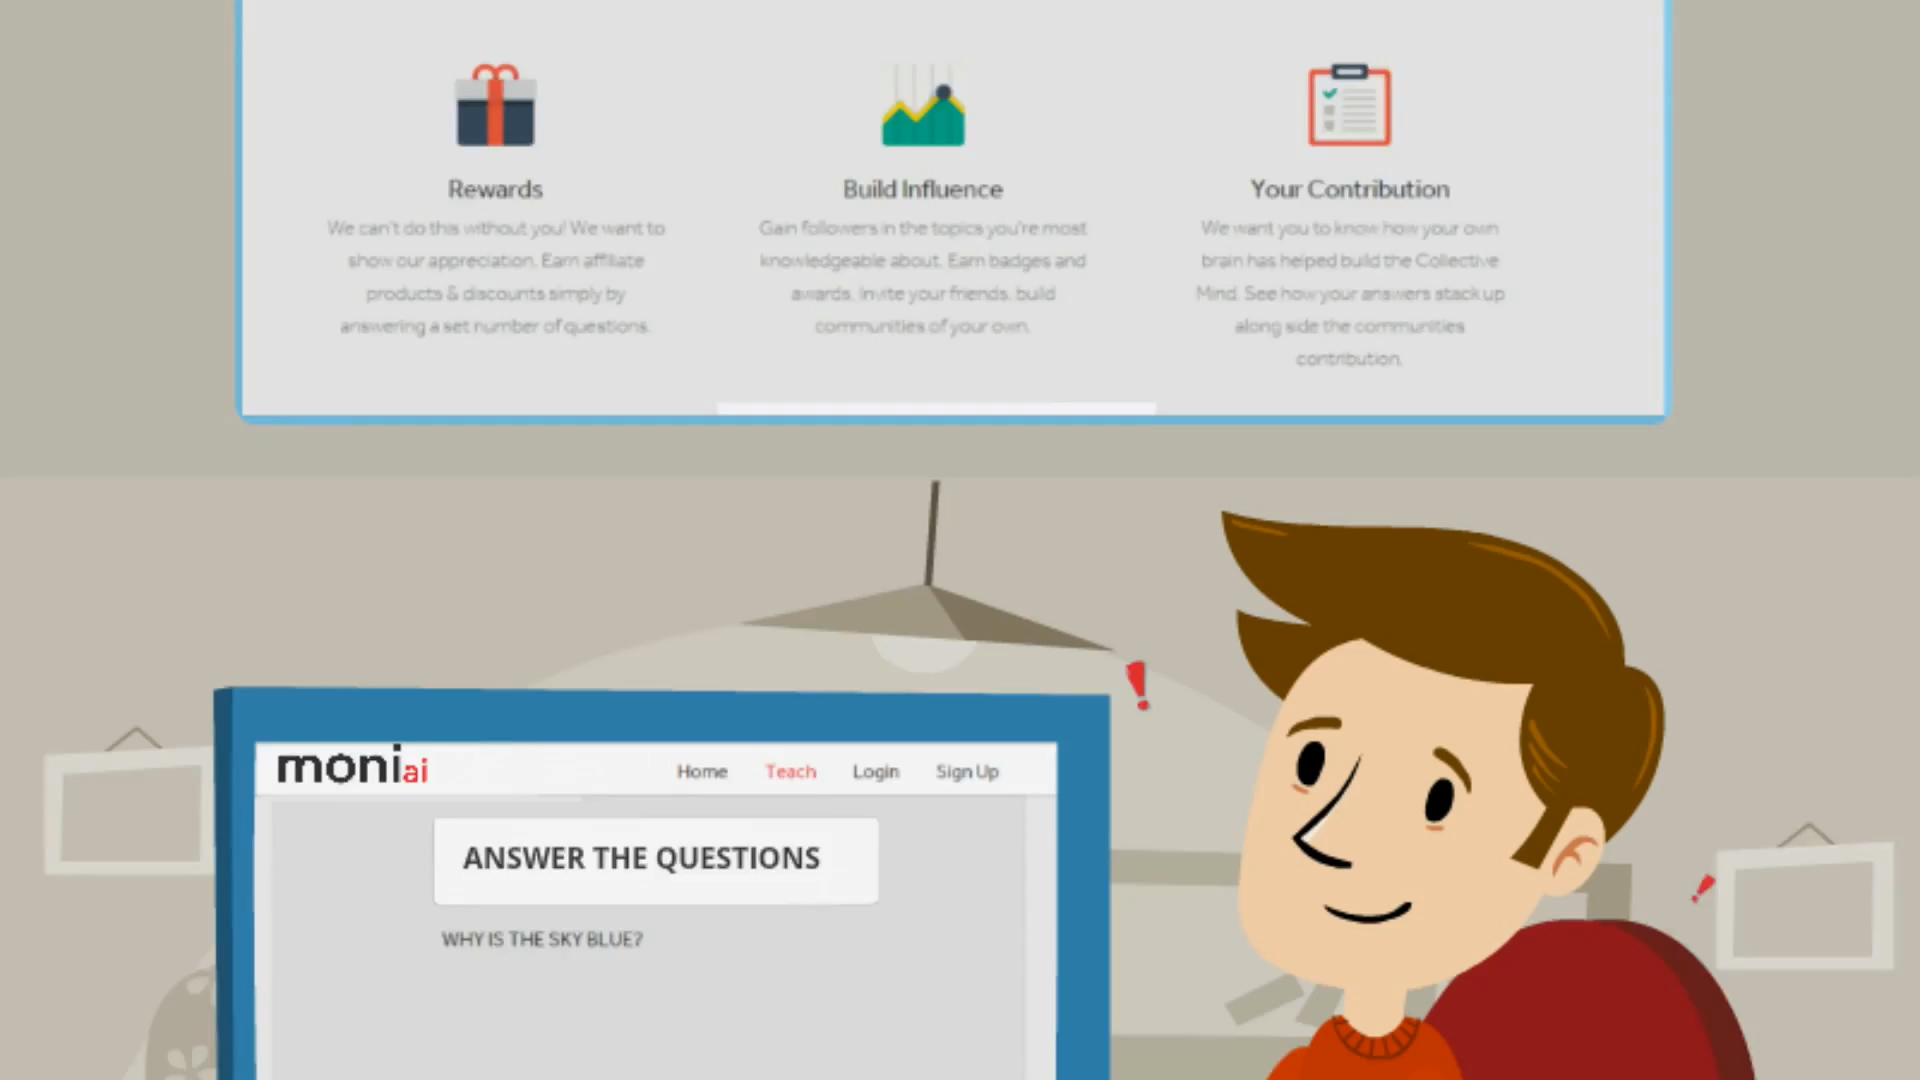 Rewards
We can't do this without you! We want to
show our appreciation. Earn affiliate
products & discounts simply by
answering a set number of questions.
Build Influence
Gain followers in the topics you're most
knowledgeable about. Earn badges and
awards. Invite your friends, build
communities of your own.
Your Contribution
We want you to know how your own
brain has helped build the Collective
Mind. See how your answers stack up
along side the communities
contribution.
moniai
Home Teach Login Sign Up
ANSWER THE QUESTIONS
WHY IS THE SKY BLUE?
!
!